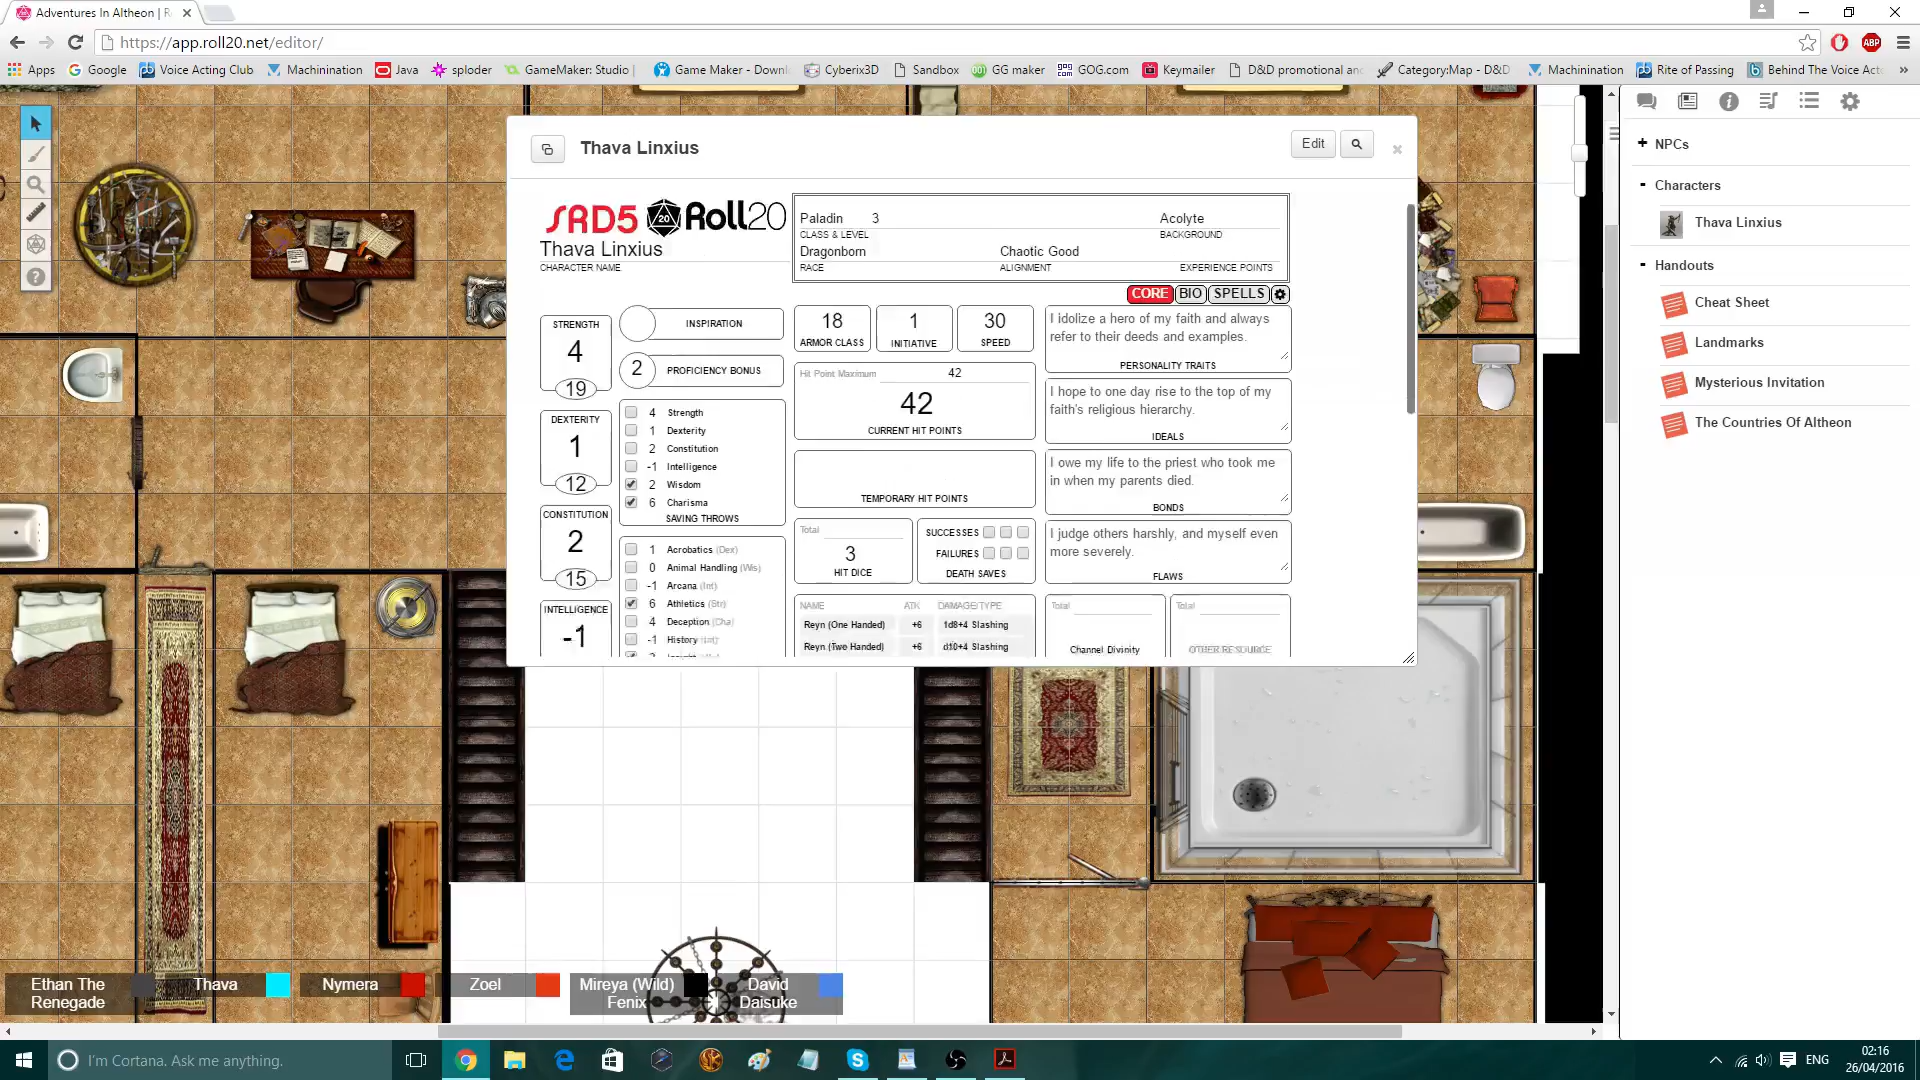 Adventures In Altheon | R
https://app.roll20.net/editor/
Apps Google Voice Acting Club Machinination Java sploder GameMaker: Studio | Game Maker - Downl Cyberix3D Sandbox GG maker GOG.com Keymailer D&D promotional an Category:Map - D&D Machinination Rite of Passing Behind The Voice Acto »
Thava Linxius
Edit
SRD5 20 Roll20
Thava Linxius
CHARACTER NAME
Paladin 3 Acolyte
CLASS & LEVEL BACKGROUND
Dragonborn Chaotic Good
RACE ALIGNMENT EXPERIENCE POINTS
CORE BIO SPELLS
STRENGTH
4
19
DEXTERITY
1
12
CONSTITUTION
2
15
INTELLIGENCE
-1
INSPIRATION
2 PROFICIENCY BONUS
4 Strength
1 Dexterity
2 Constitution
-1 Intelligence
2 Wisdom
6 Charisma
SAVING THROWS
1 Acrobatics (Dex)
0 Animal Handling (Wis)
-1 Arcana (Int)
6 Athletics (Str)
4 Deception (Cha)
-1 History (Int)
18 1 30
ARMOR CLASS INITIATIVE SPEED
Hit Point Maximum 42
42
CURRENT HIT POINTS
TEMPORARY HIT POINTS
Total
3
HIT DICE
SUCCESSES
FAILURES
DEATH SAVES
NAME ATK DAMAGE/TYPE
Reyn (One Handed) +6 1d8+4 Slashing
Reyn (Two Handed) +6 d10+4 Slashing
I idolize a hero of my faith and always
refer to their deeds and examples.
PERSONALITY TRAITS
I hope to one day rise to the top of my
faith's religious hierarchy.
IDEALS
I owe my life to the priest who took me
in when my parents died.
BONDS
I judge others harshly, and myself even
more severely.
FLAWS
Total Total
Channel Divinity OTHER RESOURCE
+ NPCs
- Characters
Thava Linxius
- Handouts
Cheat Sheet
Landmarks
Mysterious Invitation
The Countries Of Altheon
Ethan The
Renegade
Thava
Nymera
Zoel
Mireya (Wild)
Fenix
David
Daisuke
I'm Cortana. Ask me anything.
ENG
02:16
26/04/2016